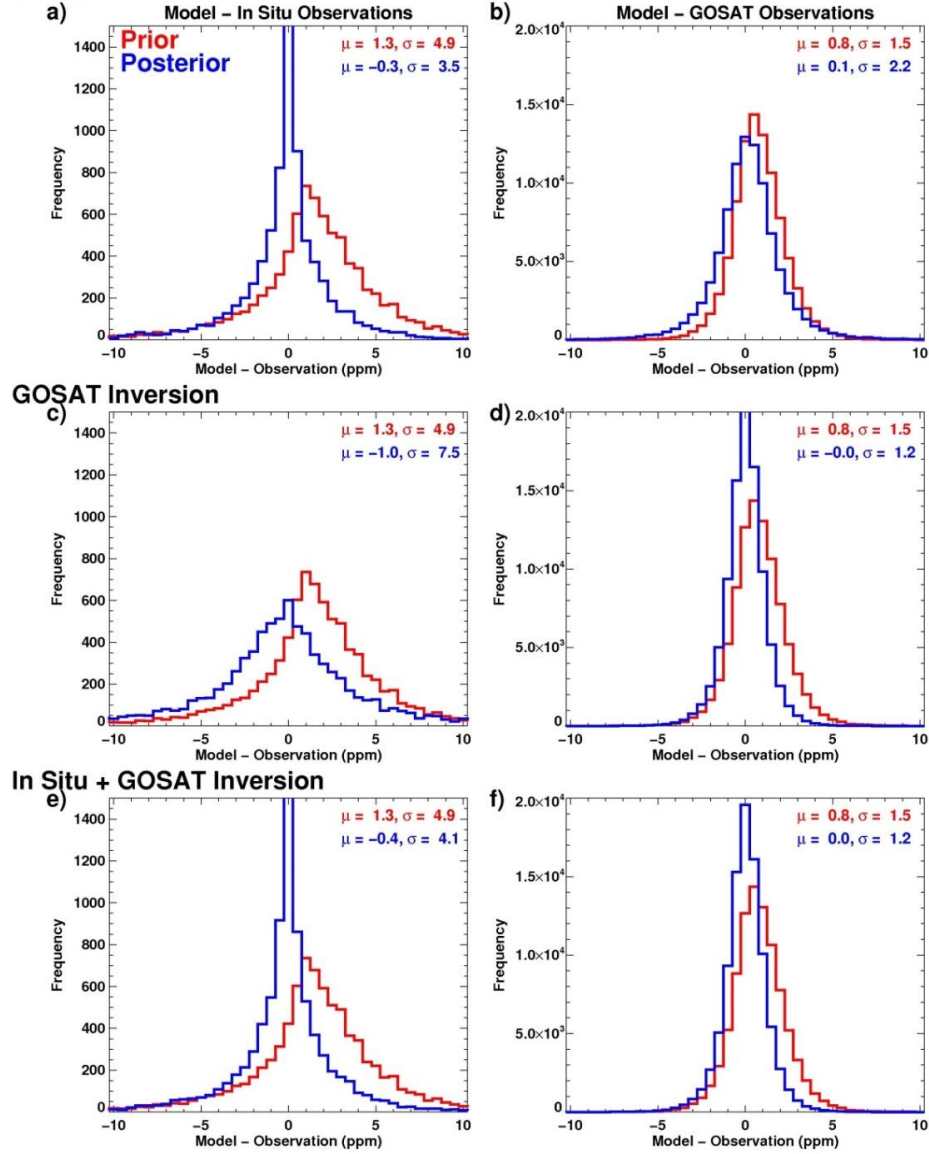 a) Model – In Situ Observations
b) Model – GOSAT Observations
Prior
Posterior
μ = 1.3, σ = 4.9
μ = −0.3, σ = 3.5
1400
1200
1000
800
600
400
200
0
Frequency
−10 −5 0 5 10
Model – Observation (ppm)
μ = 0.8, σ = 1.5
μ = 0.1, σ = 2.2
2.0×10⁴
1.5×10⁴
1.0×10⁴
5.0×10³
0
Frequency
−10 −5 0 5 10
Model – Observation (ppm)
GOSAT Inversion
c)
μ = 1.3, σ = 4.9
μ = −1.0, σ = 7.5
1400
1200
1000
800
600
400
200
0
Frequency
−10 −5 0 5 10
Model – Observation (ppm)
d)
μ = 0.8, σ = 1.5
μ = −0.0, σ = 1.2
2.0×10⁴
1.5×10⁴
1.0×10⁴
5.0×10³
0
Frequency
−10 −5 0 5 10
Model – Observation (ppm)
In Situ + GOSAT Inversion
e)
μ = 1.3, σ = 4.9
μ = −0.4, σ = 4.1
1400
1200
1000
800
600
400
200
0
Frequency
−10 −5 0 5 10
Model – Observation (ppm)
f)
μ = 0.8, σ = 1.5
μ = 0.0, σ = 1.2
2.0×10⁴
1.5×10⁴
1.0×10⁴
5.0×10³
0
Frequency
−10 −5 0 5 10
Model – Observation (ppm)